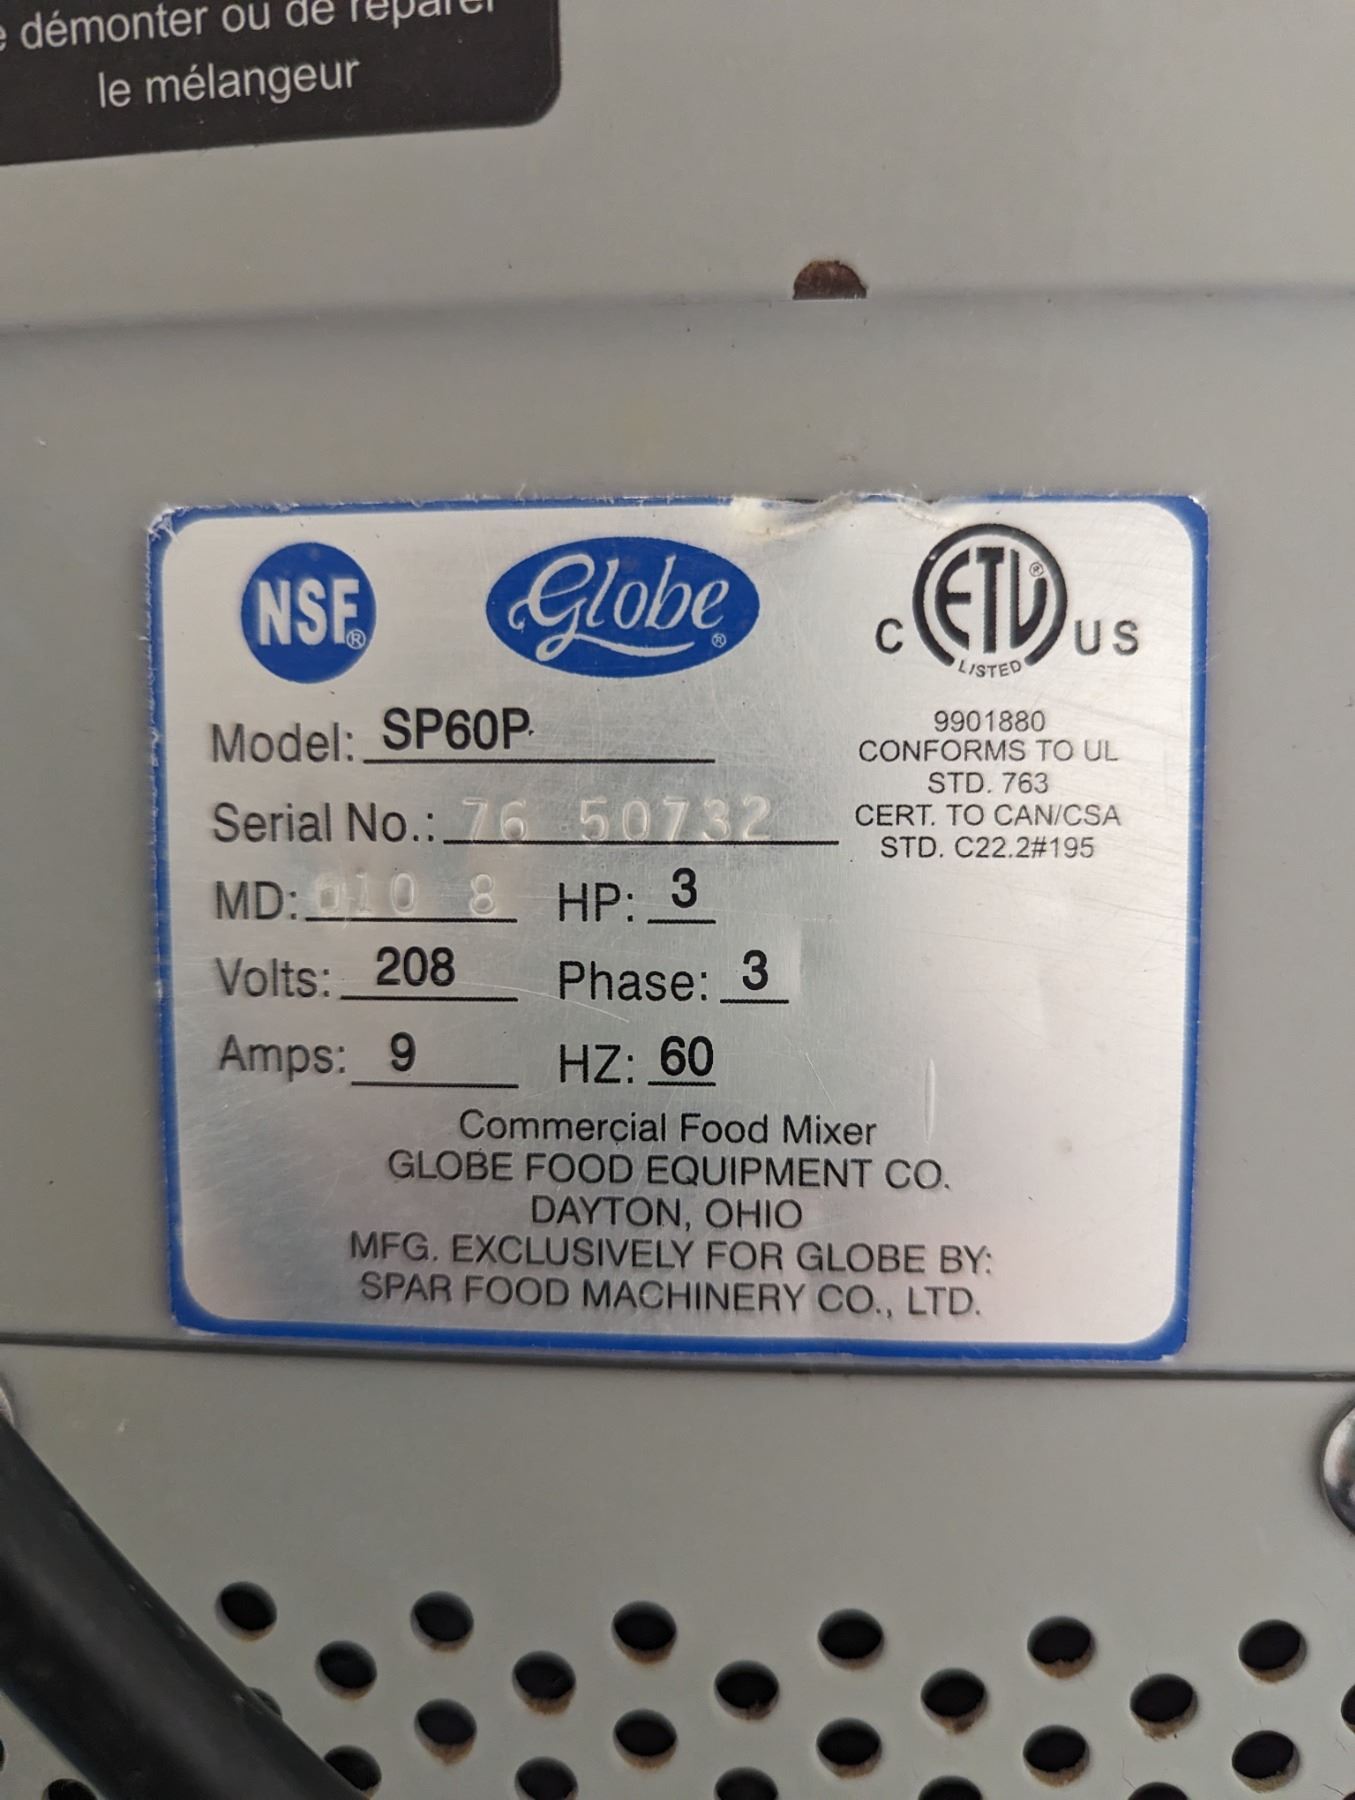 démonter ou de réparer
le mélangeur
NSF®
Globe®
C ETL® US
LISTED
Model: SP60P
9901880
CONFORMS TO UL
STD. 763
CERT. TO CAN/CSA
STD. C22.2#195
Serial No.: 76 50732
MD: 010 8 HP: 3
Volts: 208 Phase: 3
Amps: 9 HZ: 60
Commercial Food Mixer
GLOBE FOOD EQUIPMENT CO.
DAYTON, OHIO
MFG. EXCLUSIVELY FOR GLOBE BY:
SPAR FOOD MACHINERY CO., LTD.